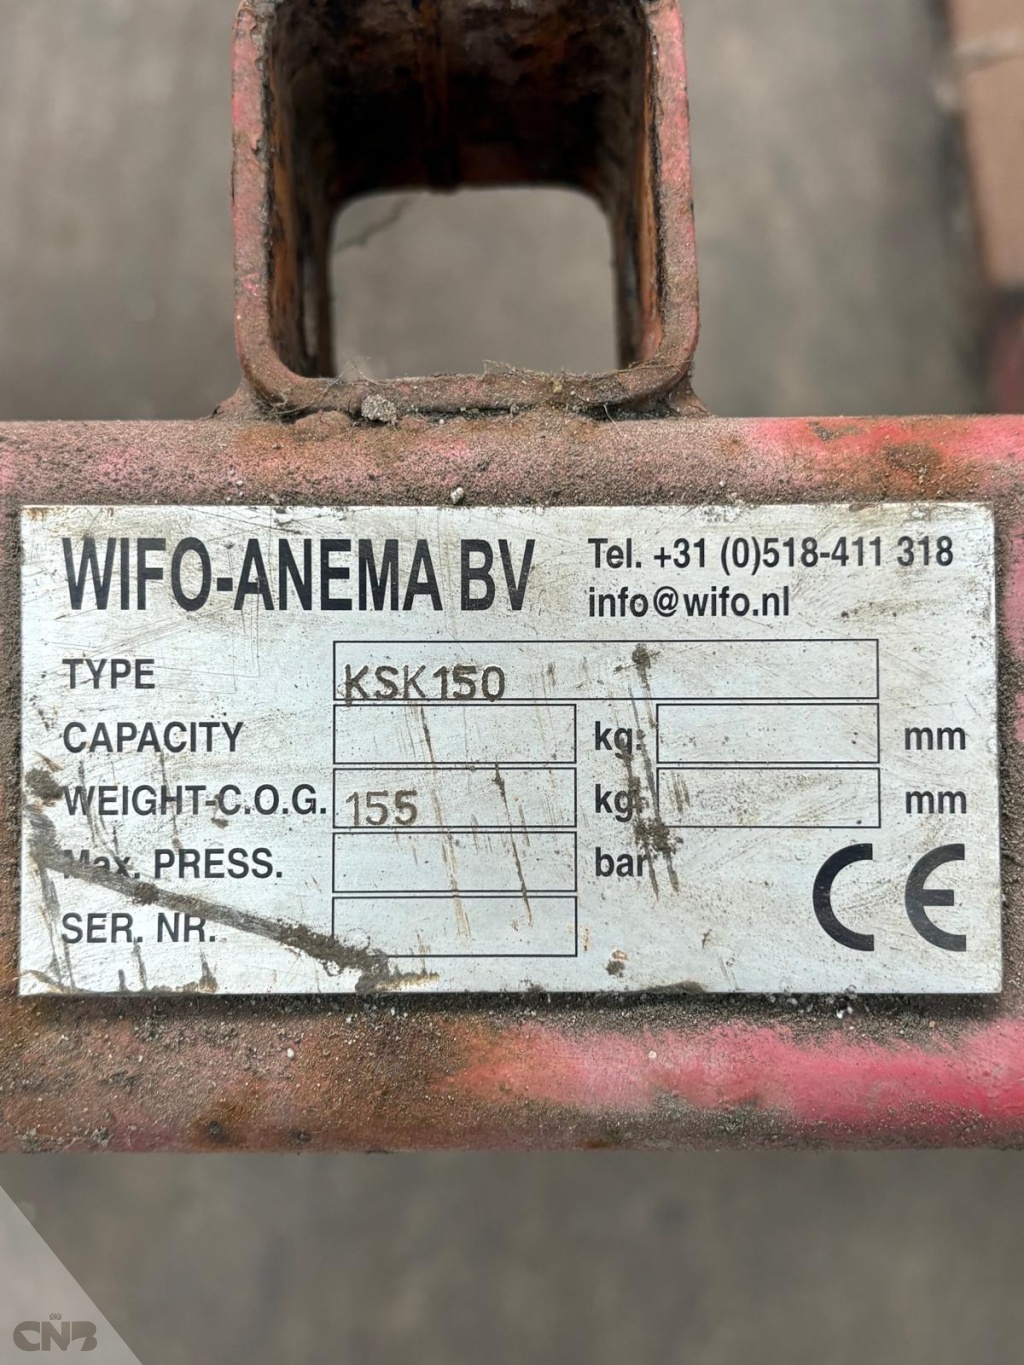 WIFO-ANEMA BV
Tel. +31 (0)518-411 318
info@wifo.nl
TYPE KSK150
CAPACITY kg. mm
WEIGHT-C.O.G. 155 kg. mm
Max. PRESS. bar
SER. NR.
CE
CNB